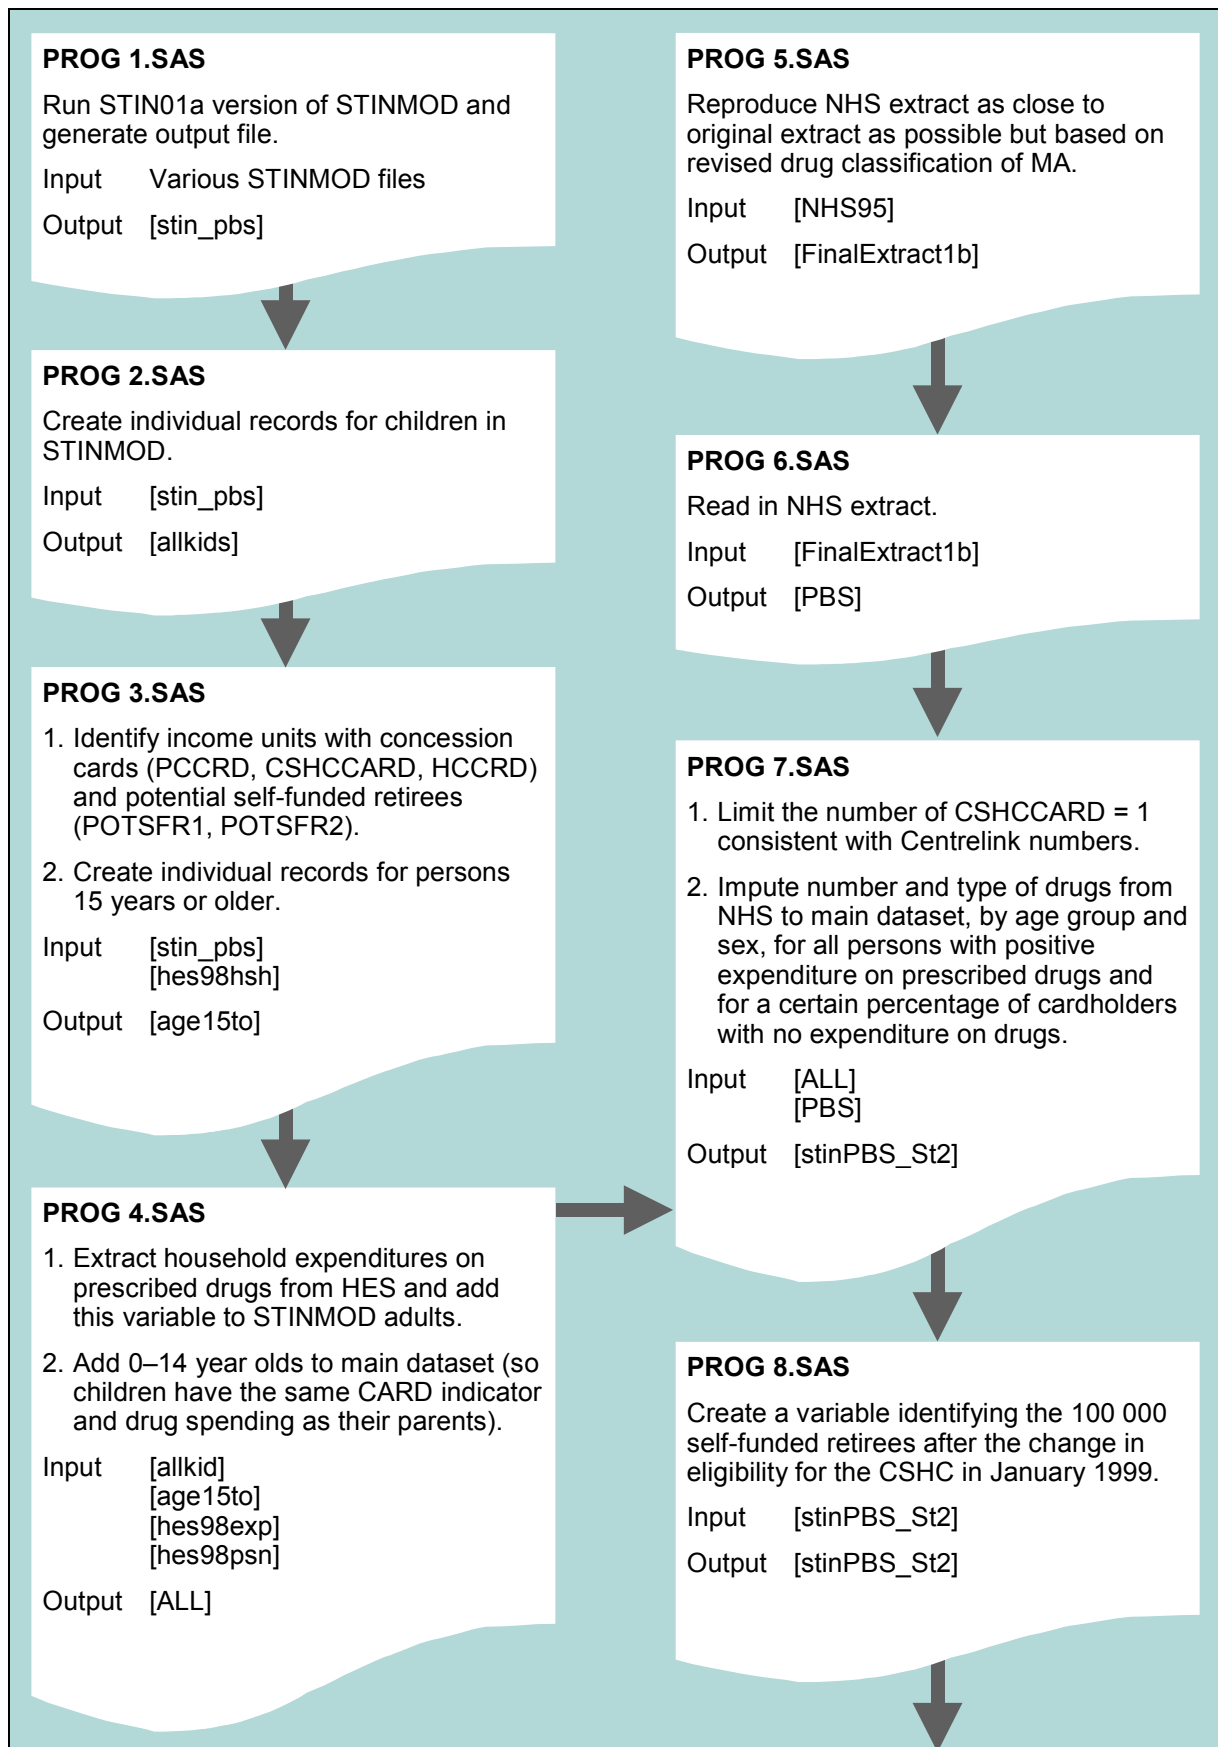 PROG 1.SAS
Run STIN01a version of STINMOD and
generate output file.
Input Various STINMOD files
Output [stin_pbs]
PROG 2.SAS
Create individual records for children in
STINMOD.
Input [stin_pbs]
Output [allkids]
PROG 3.SAS
1. Identify income units with concession
cards (PCCRD, CSHCCARD, HCCRD)
and potential self-funded retirees
(POTSFR1, POTSFR2).
2. Create individual records for persons
15 years or older.
Input [stin_pbs]
[hes98hsh]
Output [age15to]
PROG 4.SAS
1. Extract household expenditures on
prescribed drugs from HES and add
this variable to STINMOD adults.
2. Add 0–14 year olds to main dataset (so
children have the same CARD indicator
and drug spending as their parents).
Input [allkid]
[age15to]
[hes98exp]
[hes98psn]
Output [ALL]
PROG 5.SAS
Reproduce NHS extract as close to
original extract as possible but based on
revised drug classification of MA.
Input [NHS95]
Output [FinalExtract1b]
PROG 6.SAS
Read in NHS extract.
Input [FinalExtract1b]
Output [PBS]
PROG 7.SAS
1. Limit the number of CSHCCARD = 1
consistent with Centrelink numbers.
2. Impute number and type of drugs from
NHS to main dataset, by age group and
sex, for all persons with positive
expenditure on prescribed drugs and
for a certain percentage of cardholders
with no expenditure on drugs.
Input [ALL]
[PBS]
Output [stinPBS_St2]
PROG 8.SAS
Create a variable identifying the 100 000
self-funded retirees after the change in
eligibility for the CSHC in January 1999.
Input [stinPBS_St2]
Output [stinPBS_St2]